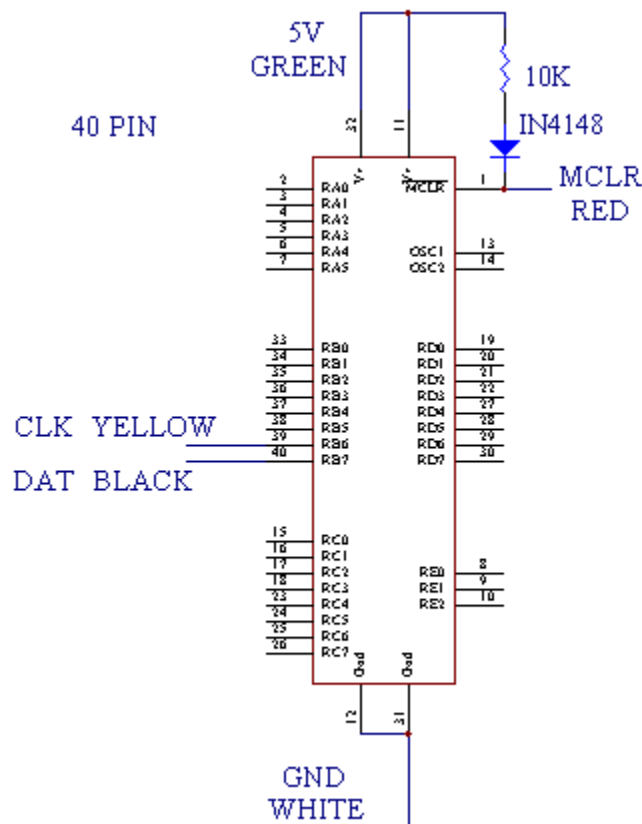 5V
GREEN
10K
40 PIN
32
11
IN4148
V+
V+
2 RA0
MCLR 1
MCLR
RED
3 RA1
4 RA2
5 RA3
6 RA4
OSC1 13
7 RA5
OSC2 14
33 RB0
RD0 19
34 RB1
RD1 20
35 RB2
RD2 21
36 RB3
RD3 22
37 RB4
RD4 27
38 RB5
RD5 28
CLK YELLOW
39 RB6
RD6 29
40 RB7
RD7 30
DAT BLACK
15 RC0
16 RC1
17 RC2
RE0 8
18 RC3
RE1 9
23 RC4
RE2 10
24 RC5
25 RC6
26 RC7
Gnd
Gnd
12
31
GND
WHITE